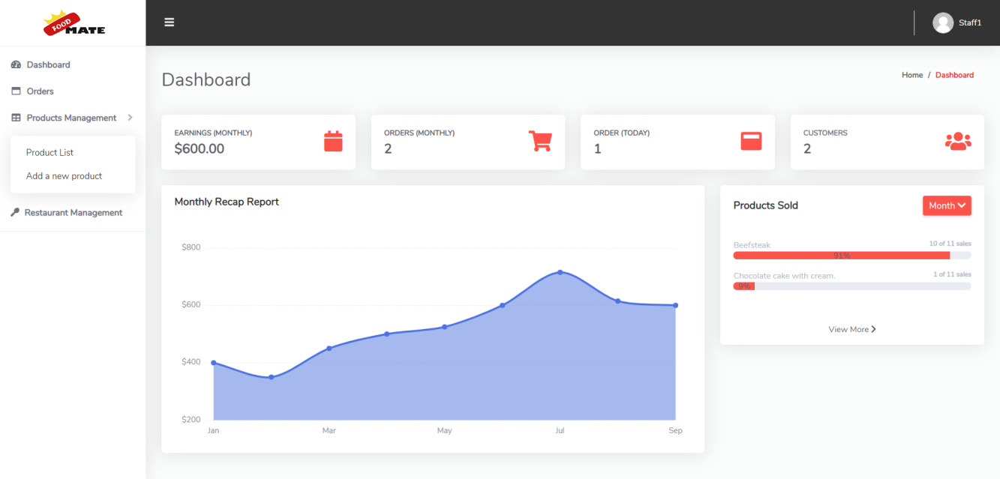 FOOD
MATE
Staff1
Dashboard
Orders
Products Management
Product List
Add a new product
Restaurant Management
Dashboard
Home / Dashboard
EARNINGS (MONTHLY)
$600.00
ORDERS (MONTHLY)
2
ORDER (TODAY)
1
CUSTOMERS
2
Monthly Recap Report
$800
$600
$400
$200
Jan Mar May Jul Sep
Products Sold
Month
Beefsteak 10 of 11 sales
91%
Chocolate cake with cream. 1 of 11 sales
9%
View More